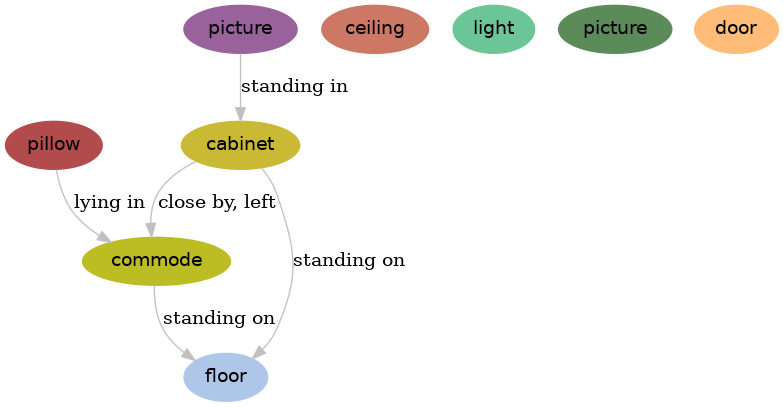 picture
ceiling
light
picture
door
standing in
pillow
cabinet
lying in
close by, left
commode
standing on
standing on
floor